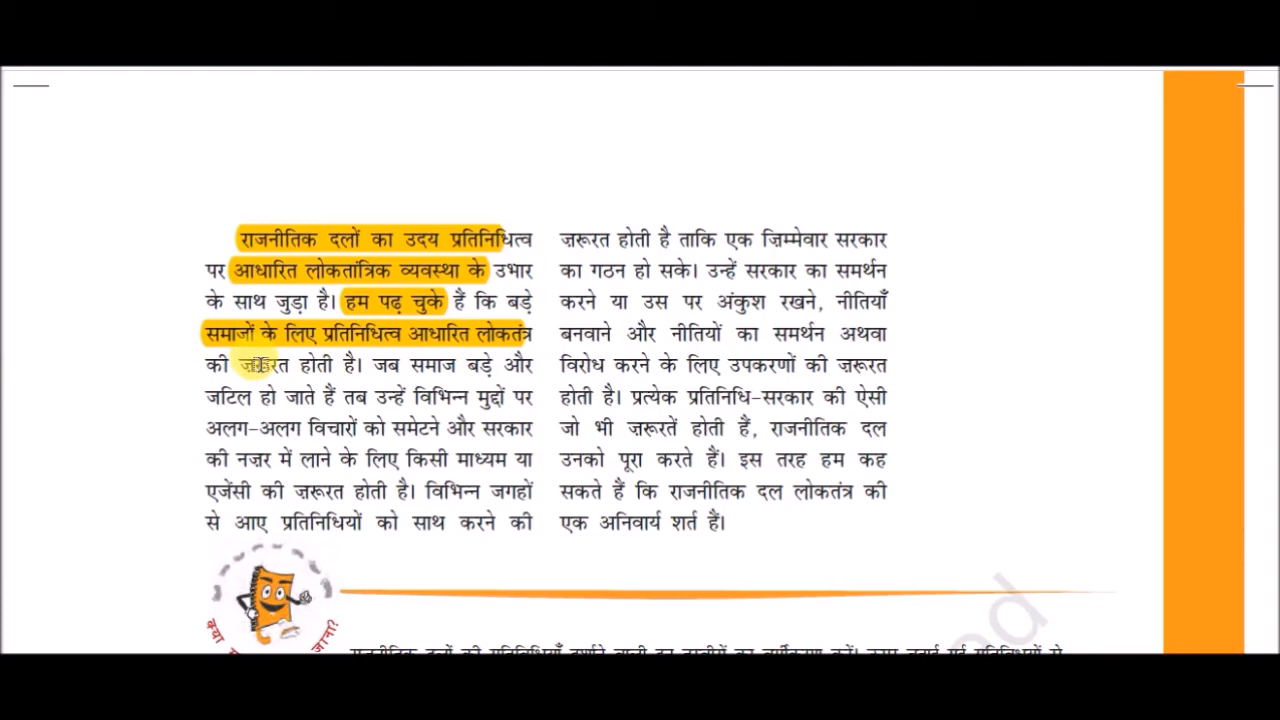 राजनीतिक दलों का उदय प्रतिनिधित्व
पर आधारित लोकतांत्रिक व्यवस्था के उभार
के साथ जुड़ा है। हम पढ़ चुके हैं कि बड़े
समाजों के लिए प्रतिनिधित्व आधारित लोकतंत्र
की ज़रूरत होती है। जब समाज बड़े और
जटिल हो जाते हैं तब उन्हें विभिन्न मुद्दों पर
अलग-अलग विचारों को समेटने और सरकार
की नज़र में लाने के लिए किसी माध्यम या
एजेंसी की ज़रूरत होती है। विभिन्न जगहों
से आए प्रतिनिधियों को साथ करने की
ज़रूरत होती है ताकि एक ज़िम्मेवार सरकार
का गठन हो सके। उन्हें सरकार का समर्थन
करने या उस पर अंकुश रखने, नीतियाँ
बनवाने और नीतियों का समर्थन अथवा
विरोध करने के लिए उपकरणों की ज़रूरत
होती है। प्रत्येक प्रतिनिधि-सरकार की ऐसी
जो भी ज़रूरतें होती हैं, राजनीतिक दल
उनको पूरा करते हैं। इस तरह हम कह
सकते हैं कि राजनीतिक दल लोकतंत्र की
एक अनिवार्य शर्त हैं।
क्या जाना?